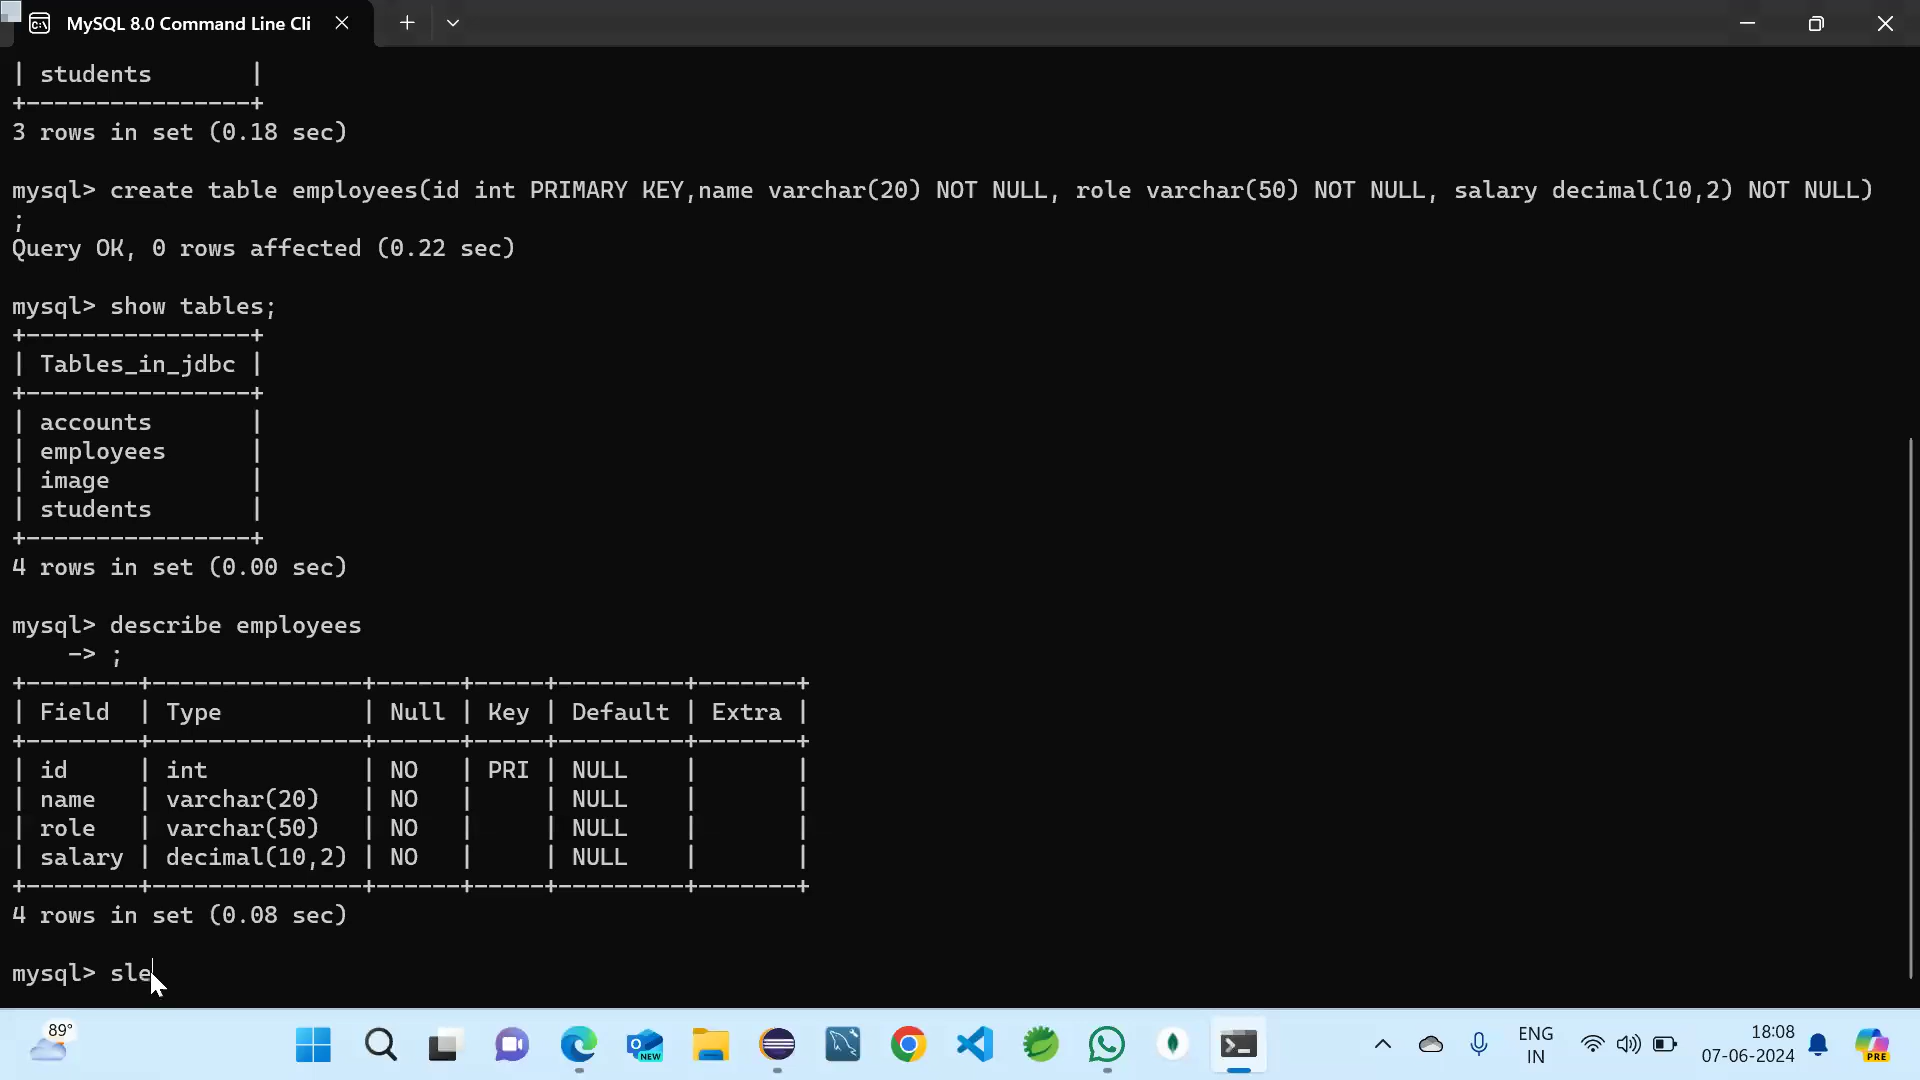 MySQL 8.0 Command Line Cli
| students       |
+----------------+
3 rows in set (0.18 sec)
mysql> create table employees(id int PRIMARY KEY,name varchar(20) NOT NULL, role varchar(50) NOT NULL, salary decimal(10,2) NOT NULL)
;
Query OK, 0 rows affected (0.22 sec)
mysql> show tables;
+----------------+
| Tables_in_jdbc |
+----------------+
| accounts       |
| employees      |
| image          |
| students       |
+----------------+
4 rows in set (0.00 sec)
mysql> describe employees
    -> ;
+--------+---------------+------+-----+---------+-------+
| Field  | Type          | Null | Key | Default | Extra |
+--------+---------------+------+-----+---------+-------+
| id     | int           | NO   | PRI | NULL    |       |
| name   | varchar(20)   | NO   |     | NULL    |       |
| role   | varchar(50)   | NO   |     | NULL    |       |
| salary | decimal(10,2) | NO   |     | NULL    |       |
+--------+---------------+------+-----+---------+-------+
4 rows in set (0.08 sec)
mysql> sle
89°
NEW
ENG
IN
18:08
07-06-2024
PRE